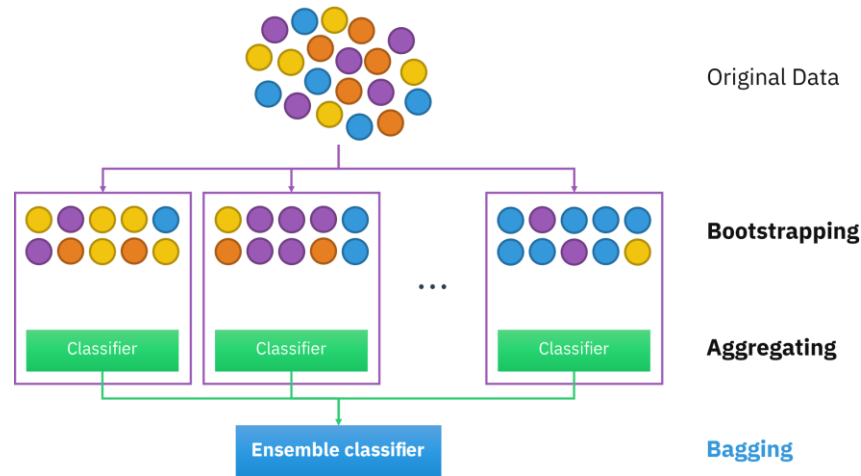 Original Data
Bootstrapping
...
Classifier
Classifier
Classifier
Aggregating
Ensemble classifier
Bagging